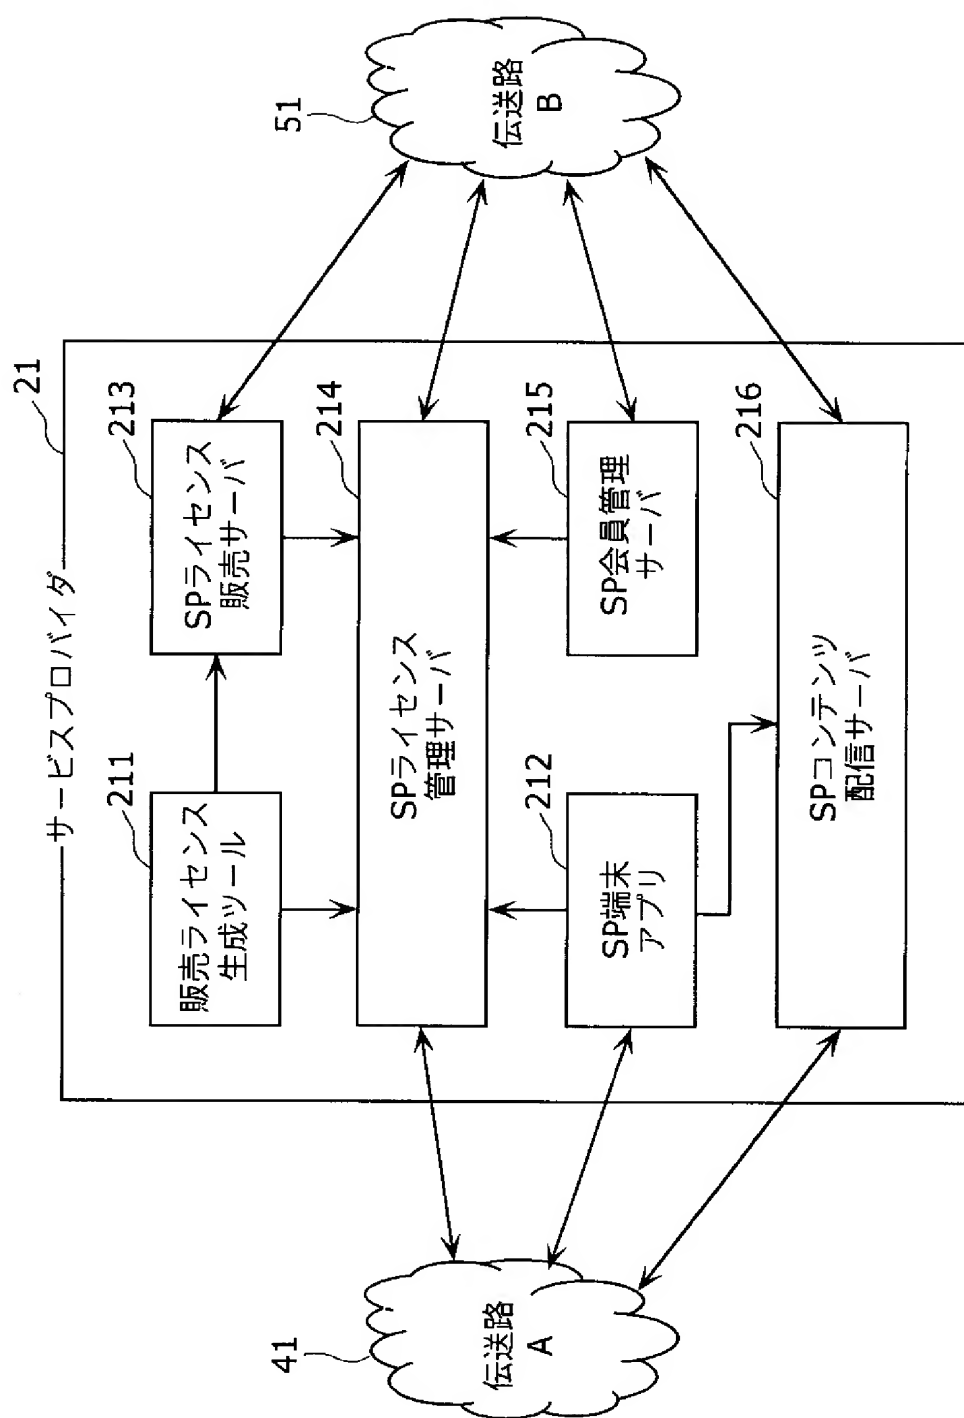 サービスプロバイダ
21
211
販売ライセンス
生成ツール
213
SPライセンス
販売サーバ
214
SPライセンス
管理サーバ
212
SP端末
アプリ
215
SP会員管理
サーバ
216
SPコンテンツ
配信サーバ
41
伝送路
A
51
伝送路
B